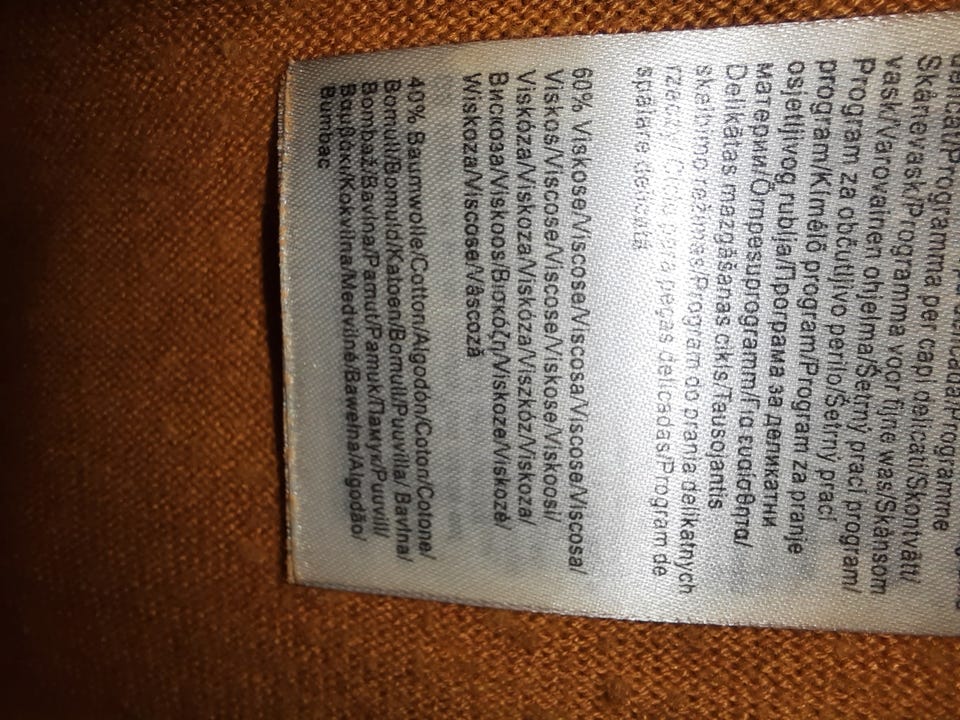 Programma per capi delicati/Skontvätt/
Skånevask/Programma voor fijne was/Skånsom
vask/Varovainen ohjelma/Šetrný prací program/
Program za občutljivo perilo/Šetrný prací
program/Kímélő program/Program za pranje
osjetljivog rublja/Програма за деликатни
материи/Õrnpesuprogramm/Για ευαίσθητα/
Delikātas mazgāšanas cikls/Tausojantis
skalbimo režimas/Program do prania delikatnych
rzeczy/Ciclo para peças delicadas/Program de
spălare delicată
60% Viskose/Viscose/Viscosa/Viscose/Viscosa/
Viskos/Viscose/Viscose/Viskose/Viskoosi/
Viskóza/Viskoza/Viskóza/Viszkóz/Viskoza/
Вискоза/Viskoos/Βισκόζη/Viskoze/Viskozė/
Wiskoza/Viscose/Vâscoză
40% Baumwolle/Cotton/Algodón/Coton/Cotone/
Bomull/Bomuld/Katoen/Bomull/Puuvilla/ Bavlna/
Bombaž/Bavlna/Pamut/Pamuk/Памук/Puuvill/
Βαμβάκι/Kokvilna/Medvilnė/Bawełna/Algodão/
Bumbac